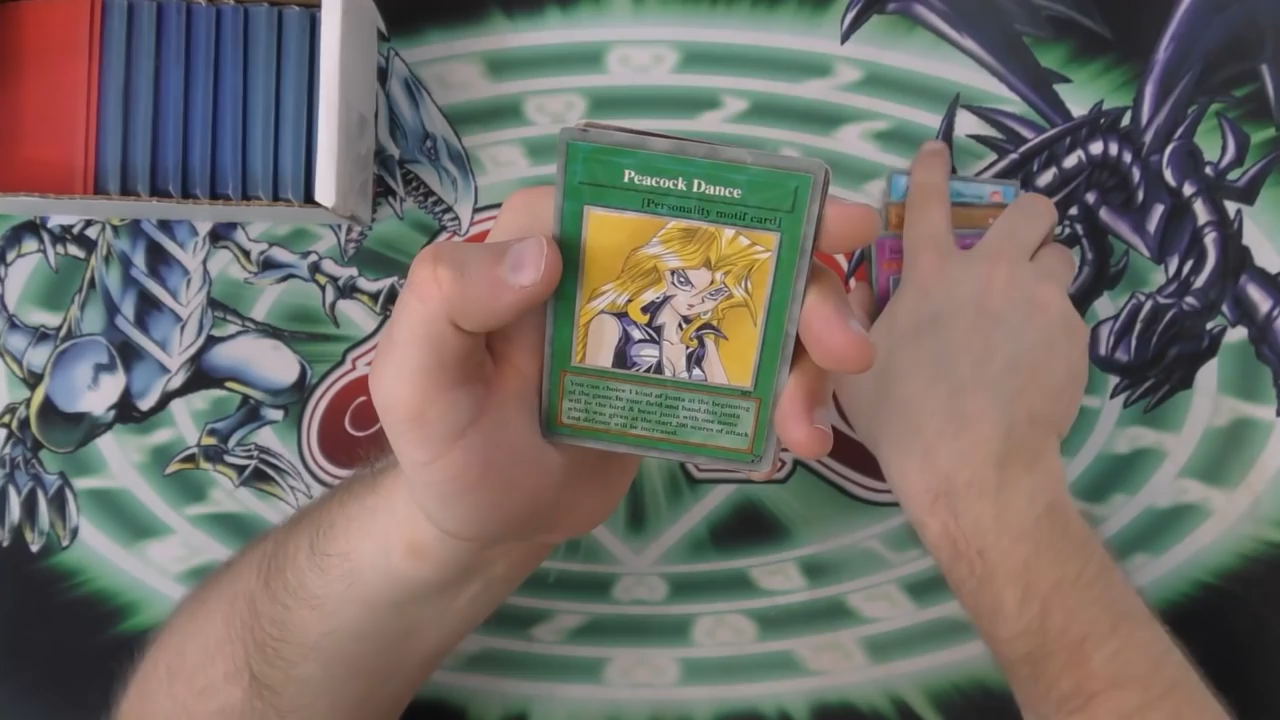 Peacock Dance
[Personality motif card]
You can choice 1 kind of junta at the beginning
of the game.In your field and hand,this junta
will be the bird & beast junta with one name
which was given at the start.200 scores of attack
and defence will be increased.